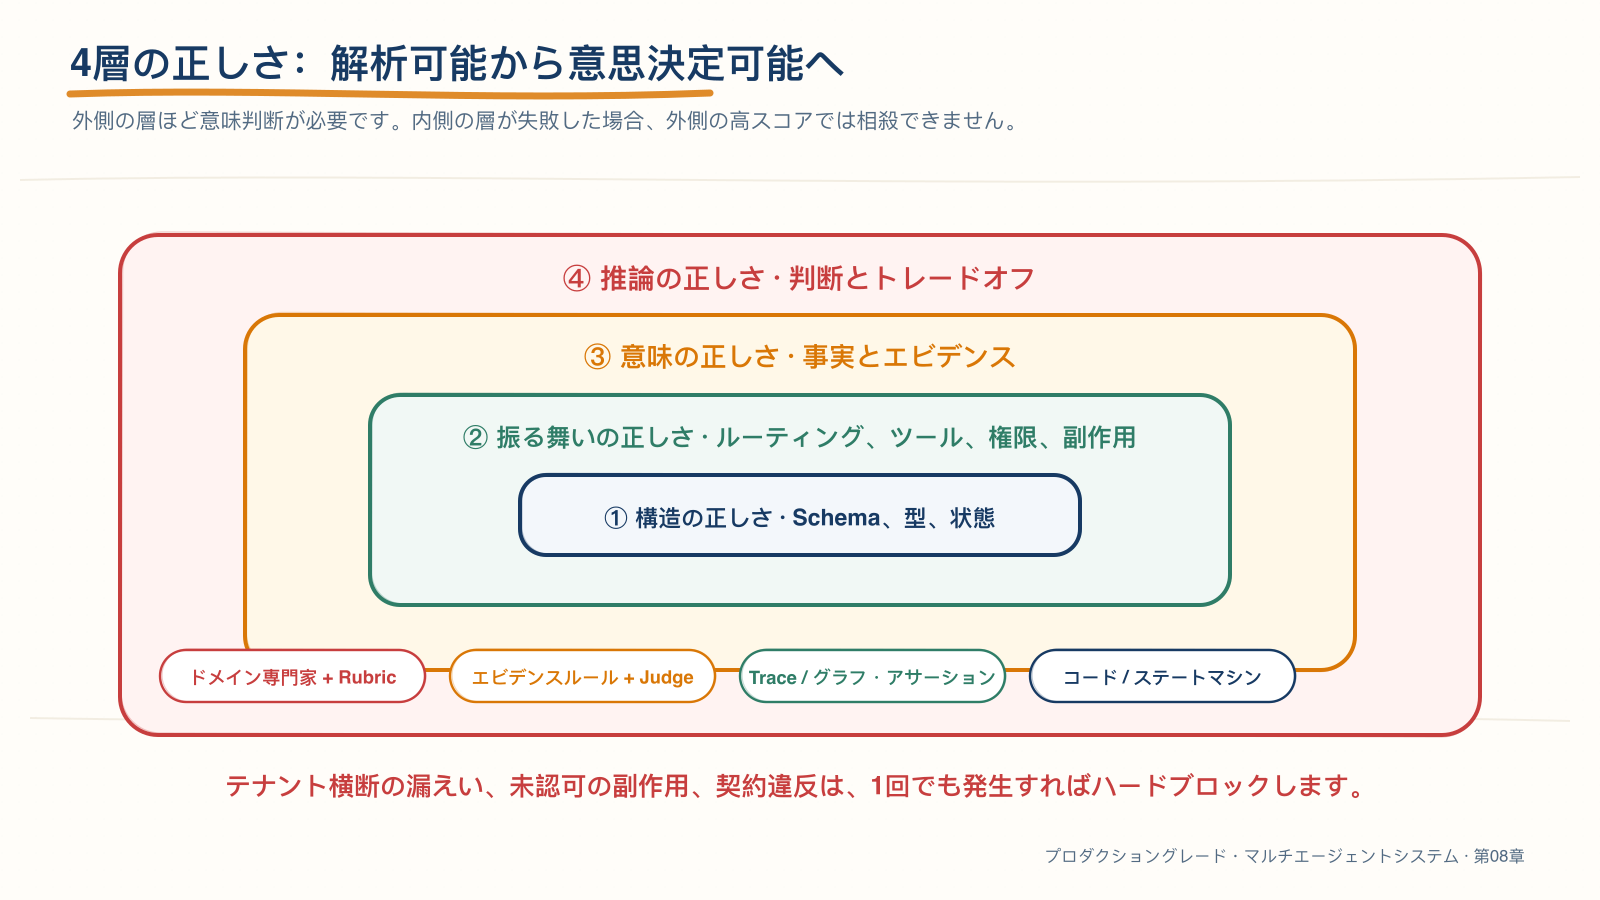 4層の正しさ：解析可能から意思決定可能へ
外側の層ほど意味判断が必要です。内側の層が失敗した場合、外側の高スコアでは相殺できません。
④ 推論の正しさ · 判断とトレードオフ
③ 意味の正しさ · 事実とエビデンス
② 振る舞いの正しさ · ルーティング、ツール、権限、副作用
① 構造の正しさ · Schema、型、状態
ドメイン専門家 + Rubric
エビデンスルール + Judge
Trace / グラフ · アサーション
コード / ステートマシン
テナント横断の漏えい、未認可の副作用、契約違反は、1回でも発生すればハードブロックします。
プロダクショングレード · マルチエージェントシステム · 第08章